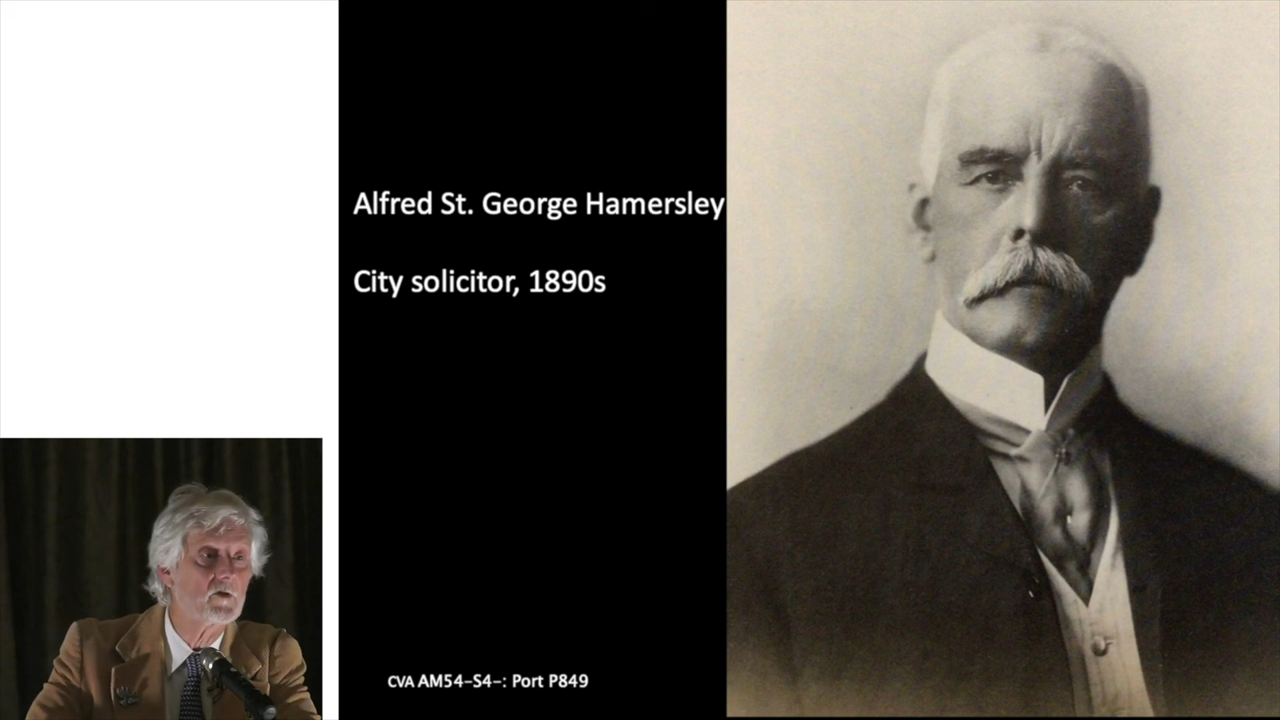 Alfred St. George Hamersley
City solicitor, 1890s
CVA AM54-S4-: Port P849